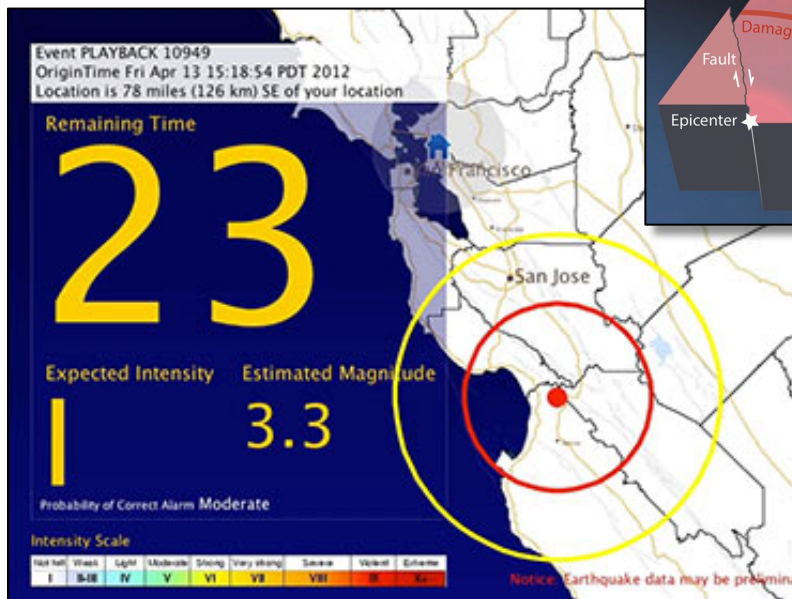 Event PLAYBACK 10949
OriginTime Fri Apr 13 15:18:54 PDT 2012
Location is 78 miles (126 km) SE of your location
Remaining Time
23
Expected Intensity
I
Estimated Magnitude
3.3
Probability of Correct Alarm Moderate
Francisco
San Jose
Damag
Fault
Epicenter
Intensity Scale
Not felt Weak Light Moderate Strong Very strong Severe Violent Extreme
I II-III IV V VI VII VIII IX X+
Notice: Earthquake data may be prelimina